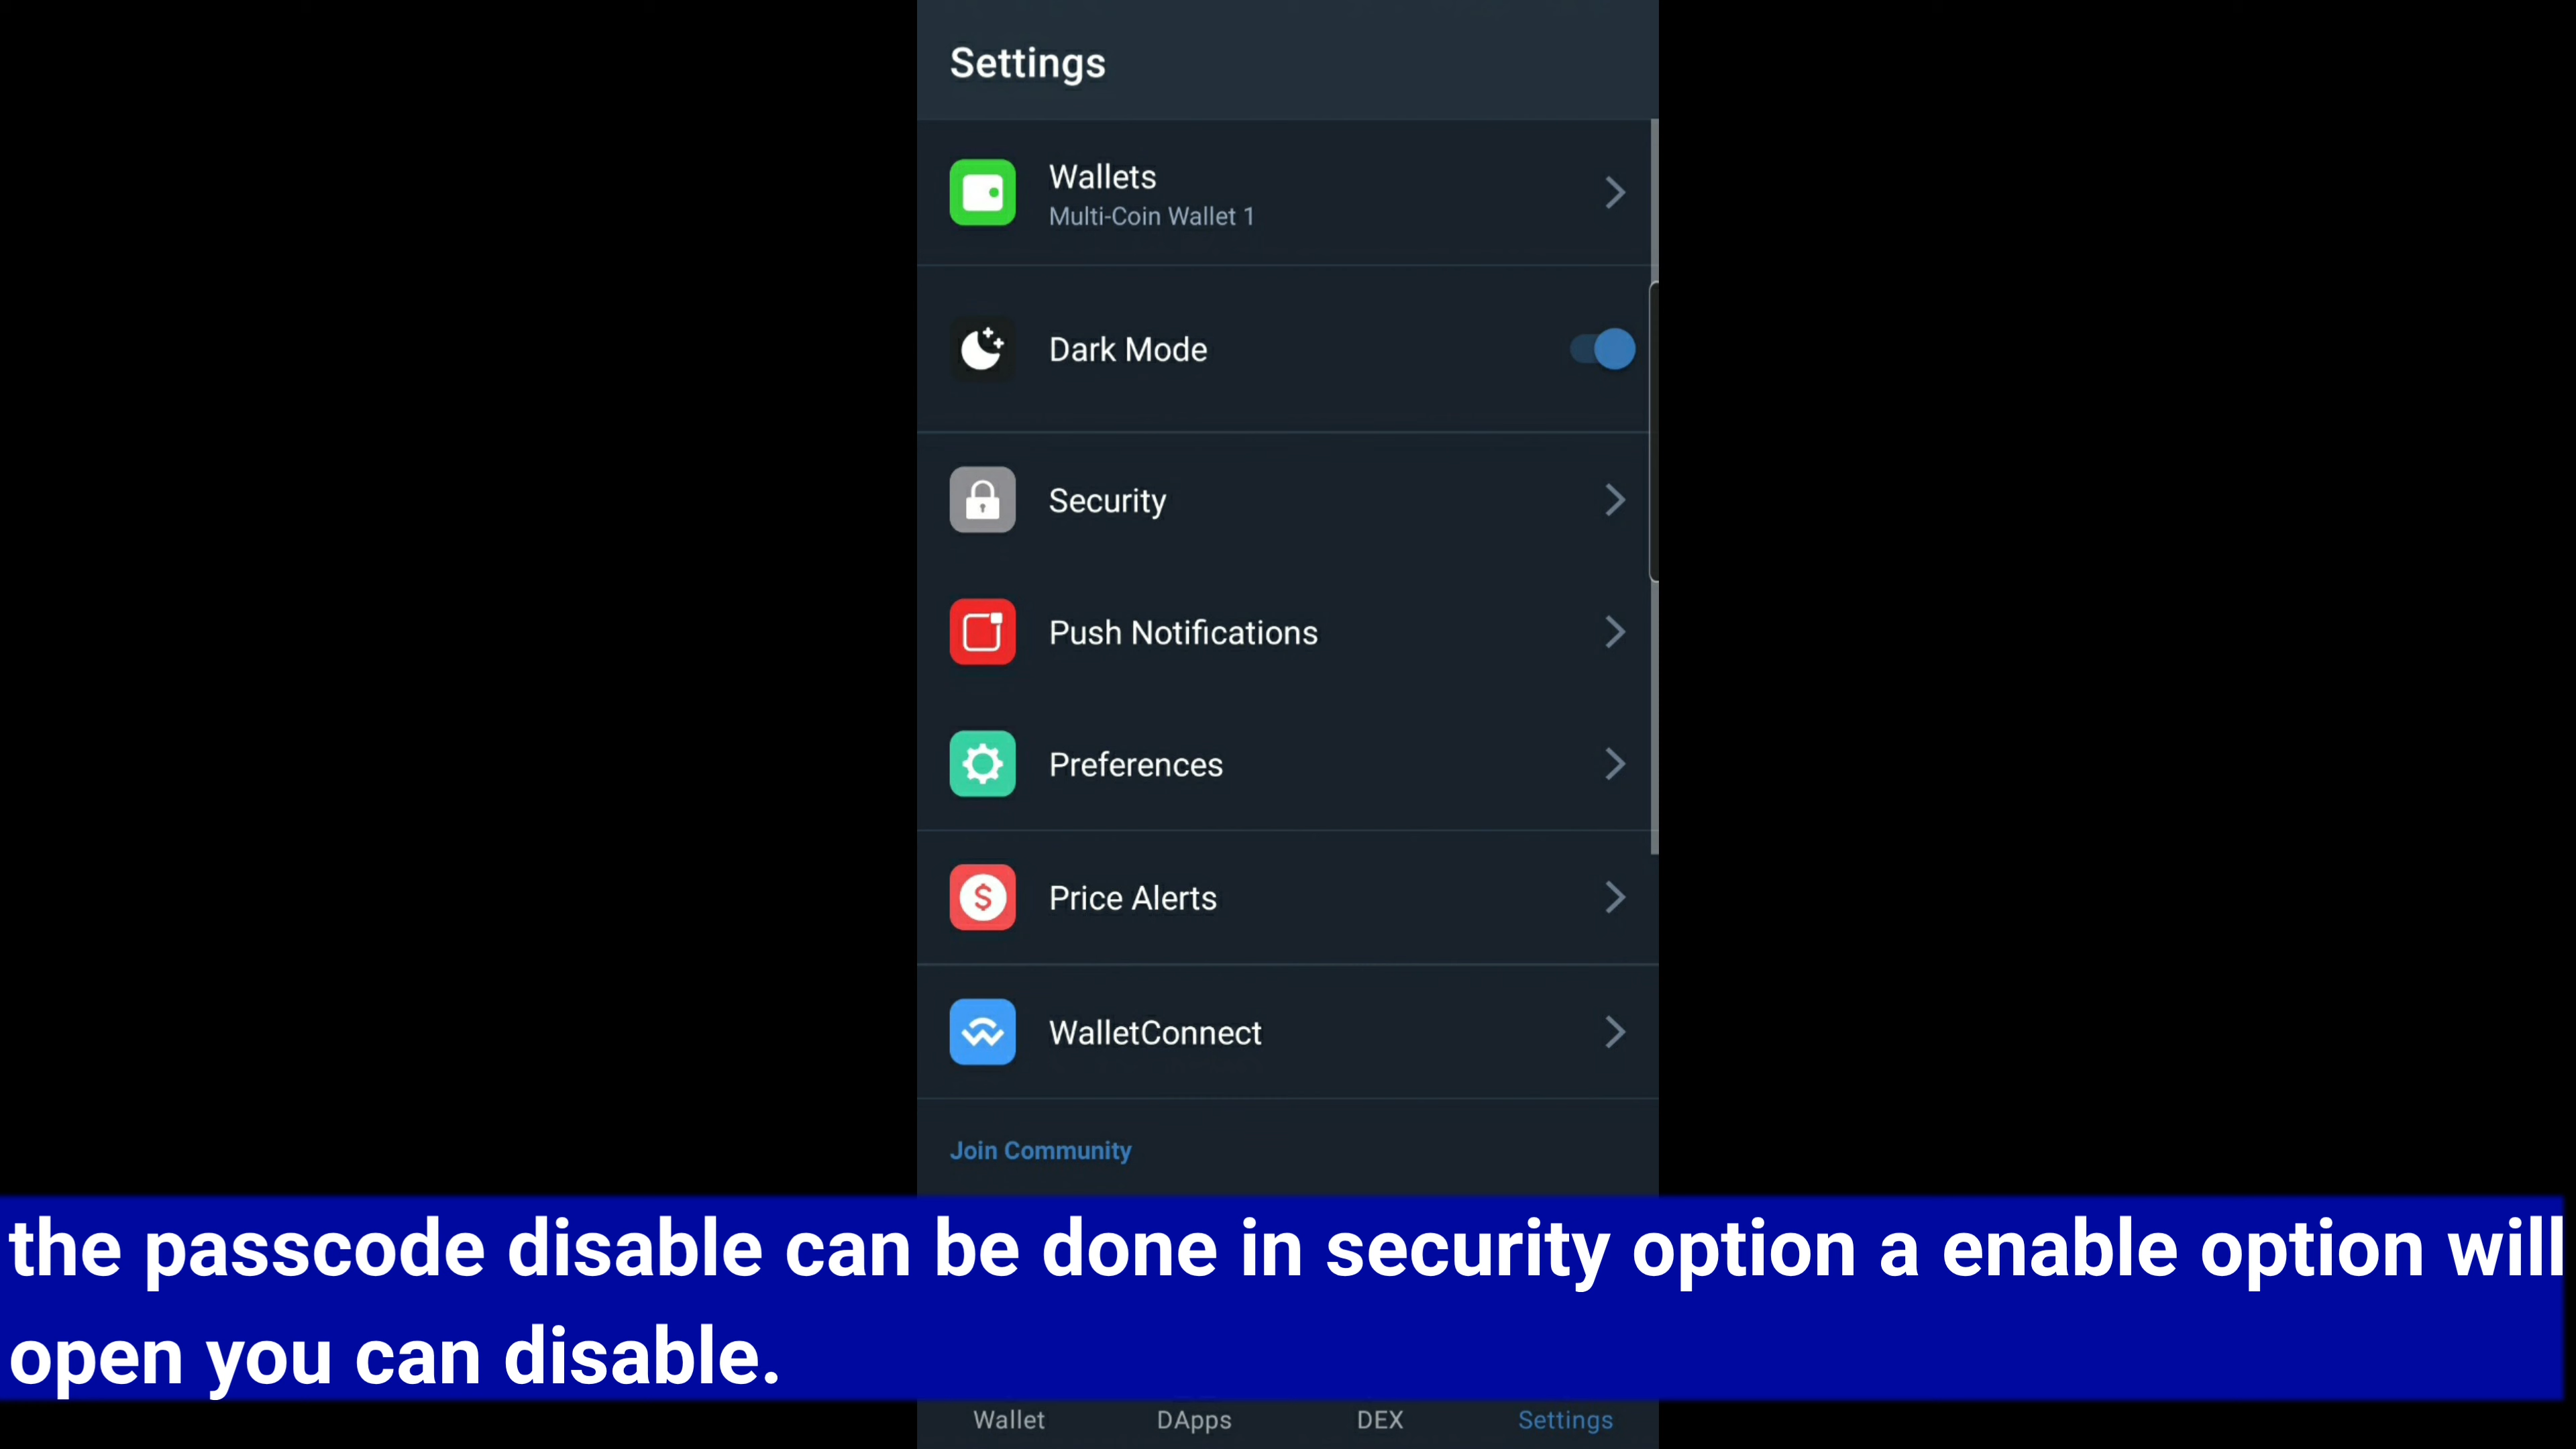 Settings
Wallets
Multi-Coin Wallet 1
Dark Mode
Security
Push Notifications
Preferences
$
Price Alerts
WalletConnect
Join Community
the passcode disable can be done in security option a enable option will
open you can disable.
Wallet DApps DEX Settings